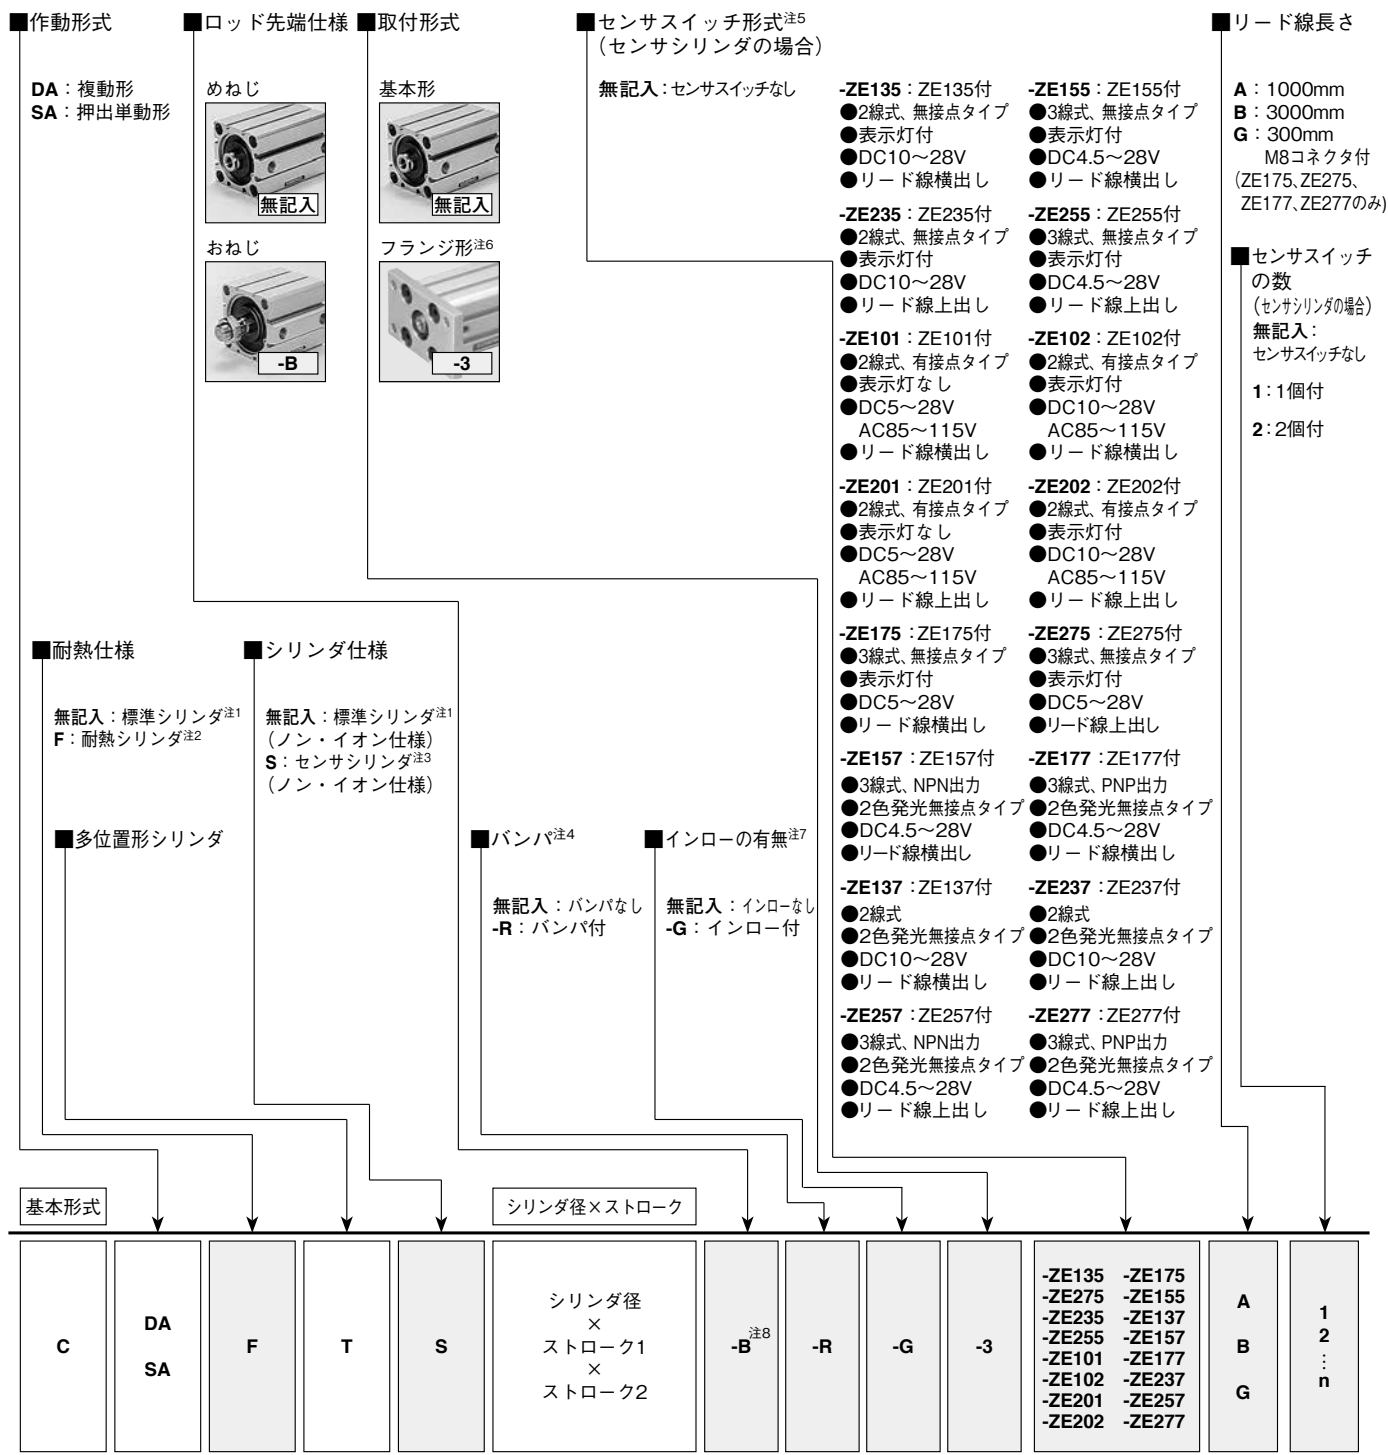 ■作動形式
DA：複動形
SA：押出単動形
■ロッド先端仕様
めねじ
無記入
おねじ
-B
■取付形式
基本形
無記入
フランジ形注6
-3
■センサスイッチ形式注5
（センサシリンダの場合）
無記入：センサスイッチなし
-ZE135：ZE135付
●2線式、無接点タイプ
●表示灯付
●DC10〜28V
●リード線横出し
-ZE155：ZE155付
●3線式、無接点タイプ
●表示灯付
●DC4.5〜28V
●リード線横出し
-ZE235：ZE235付
●2線式、無接点タイプ
●表示灯付
●DC10〜28V
●リード線上出し
-ZE255：ZE255付
●3線式、無接点タイプ
●表示灯付
●DC4.5〜28V
●リード線上出し
-ZE101：ZE101付
●2線式、有接点タイプ
●表示灯なし
●DC5〜28V
AC85〜115V
●リード線横出し
-ZE102：ZE102付
●2線式、有接点タイプ
●表示灯付
●DC10〜28V
AC85〜115V
●リード線横出し
-ZE201：ZE201付
●2線式、有接点タイプ
●表示灯なし
●DC5〜28V
AC85〜115V
●リード線上出し
-ZE202：ZE202付
●2線式、有接点タイプ
●表示灯付
●DC10〜28V
AC85〜115V
●リード線上出し
-ZE175：ZE175付
●3線式、無接点タイプ
●表示灯付
●DC5〜28V
●リード線横出し
-ZE275：ZE275付
●3線式、無接点タイプ
●表示灯付
●DC5〜28V
●リード線上出し
-ZE157：ZE157付
●3線式、NPN出力
●2色発光無接点タイプ
●DC4.5〜28V
●リード線横出し
-ZE177：ZE177付
●3線式、PNP出力
●2色発光無接点タイプ
●DC4.5〜28V
●リード線横出し
-ZE137：ZE137付
●2線式
●2色発光無接点タイプ
●DC10〜28V
●リード線横出し
-ZE237：ZE237付
●2線式
●2色発光無接点タイプ
●DC10〜28V
●リード線上出し
-ZE257：ZE257付
●3線式、NPN出力
●2色発光無接点タイプ
●DC4.5〜28V
●リード線上出し
-ZE277：ZE277付
●3線式、PNP出力
●2色発光無接点タイプ
●DC4.5〜28V
●リード線上出し
■リード線長さ
A：1000mm
B：3000mm
G：300mm
M8コネクタ付
(ZE175、ZE275、
ZE177、ZE277のみ)
■センサスイッチ
の数
（センサシリンダの場合）
無記入：
センサスイッチなし
1：1個付
2：2個付
■耐熱仕様
無記入：標準シリンダ注1
F：耐熱シリンダ注2
■シリンダ仕様
無記入：標準シリンダ注1
（ノン・イオン仕様）
S：センサシリンダ注3
（ノン・イオン仕様）
■多位置形シリンダ
■バンパ注4
無記入：バンパなし
-R：バンパ付
■インローの有無注7
無記入：インローなし
-G：インロー付
基本形式
シリンダ径×ストローク
C
DA
SA
F
T
S
シリンダ径
×
ストローク1
×
ストローク2
-B注8
-R
-G
-3
-ZE135 -ZE175
-ZE275 -ZE155
-ZE235 -ZE137
-ZE255 -ZE157
-ZE101 -ZE177
-ZE102 -ZE237
-ZE201 -ZE257
-ZE202 -ZE277
A
B
G
1
2
⋮
n